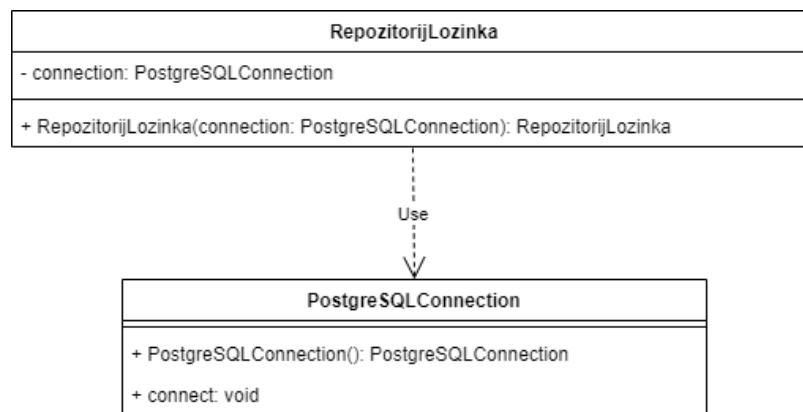 RepozitorijLozinka
- connection: PostgreSQLConnection
+ RepozitorijLozinka(connection: PostgreSQLConnection): RepozitorijLozinka
Use
PostgreSQLConnection
+ PostgreSQLConnection(): PostgreSQLConnection
+ connect: void